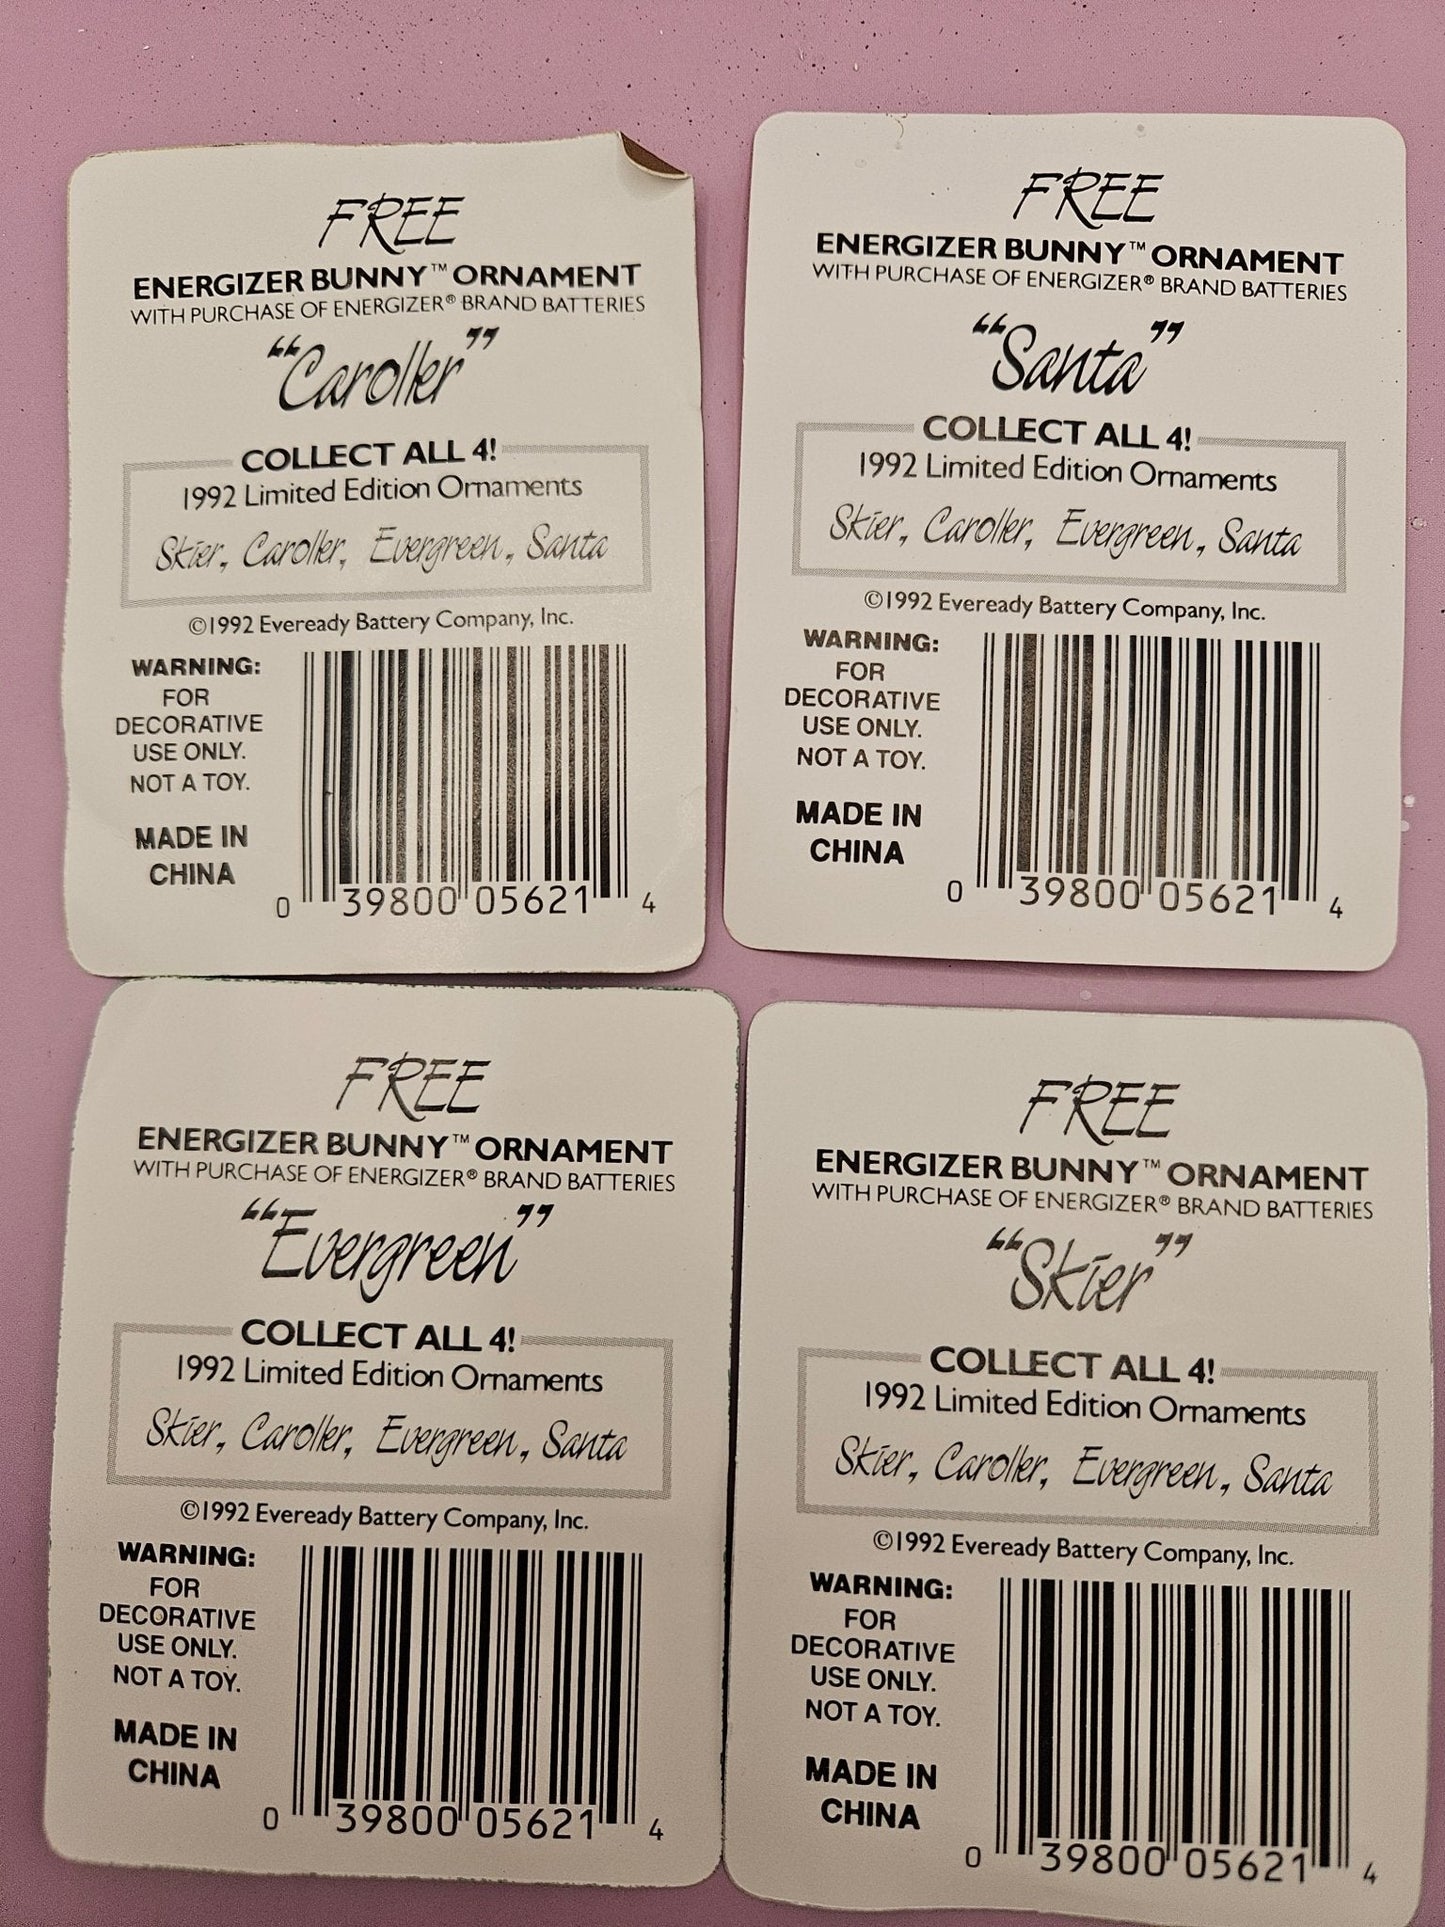 FREE
ENERGIZER BUNNY™ ORNAMENT
WITH PURCHASE OF ENERGIZER® BRAND BATTERIES
“Caroller”
COLLECT ALL 4!
1992 Limited Edition Ornaments
Skier, Caroller, Evergreen, Santa
©1992 Eveready Battery Company, Inc.
WARNING:
FOR
DECORATIVE
USE ONLY.
NOT A TOY.
MADE IN
CHINA
0 39800 05621 4
FREE
ENERGIZER BUNNY™ ORNAMENT
WITH PURCHASE OF ENERGIZER® BRAND BATTERIES
“Santa”
COLLECT ALL 4!
1992 Limited Edition Ornaments
Skier, Caroller, Evergreen, Santa
©1992 Eveready Battery Company, Inc.
WARNING:
FOR
DECORATIVE
USE ONLY.
NOT A TOY.
MADE IN
CHINA
0 39800 05621 4
FREE
ENERGIZER BUNNY™ ORNAMENT
WITH PURCHASE OF ENERGIZER® BRAND BATTERIES
“Evergreen”
COLLECT ALL 4!
1992 Limited Edition Ornaments
Skier, Caroller, Evergreen, Santa
©1992 Eveready Battery Company, Inc.
WARNING:
FOR
DECORATIVE
USE ONLY.
NOT A TOY.
MADE IN
CHINA
0 39800 05621 4
FREE
ENERGIZER BUNNY™ ORNAMENT
WITH PURCHASE OF ENERGIZER® BRAND BATTERIES
“Skier”
COLLECT ALL 4!
1992 Limited Edition Ornaments
Skier, Caroller, Evergreen, Santa
©1992 Eveready Battery Company, Inc.
WARNING:
FOR
DECORATIVE
USE ONLY.
NOT A TOY.
MADE IN
CHINA
0 39800 05621 4